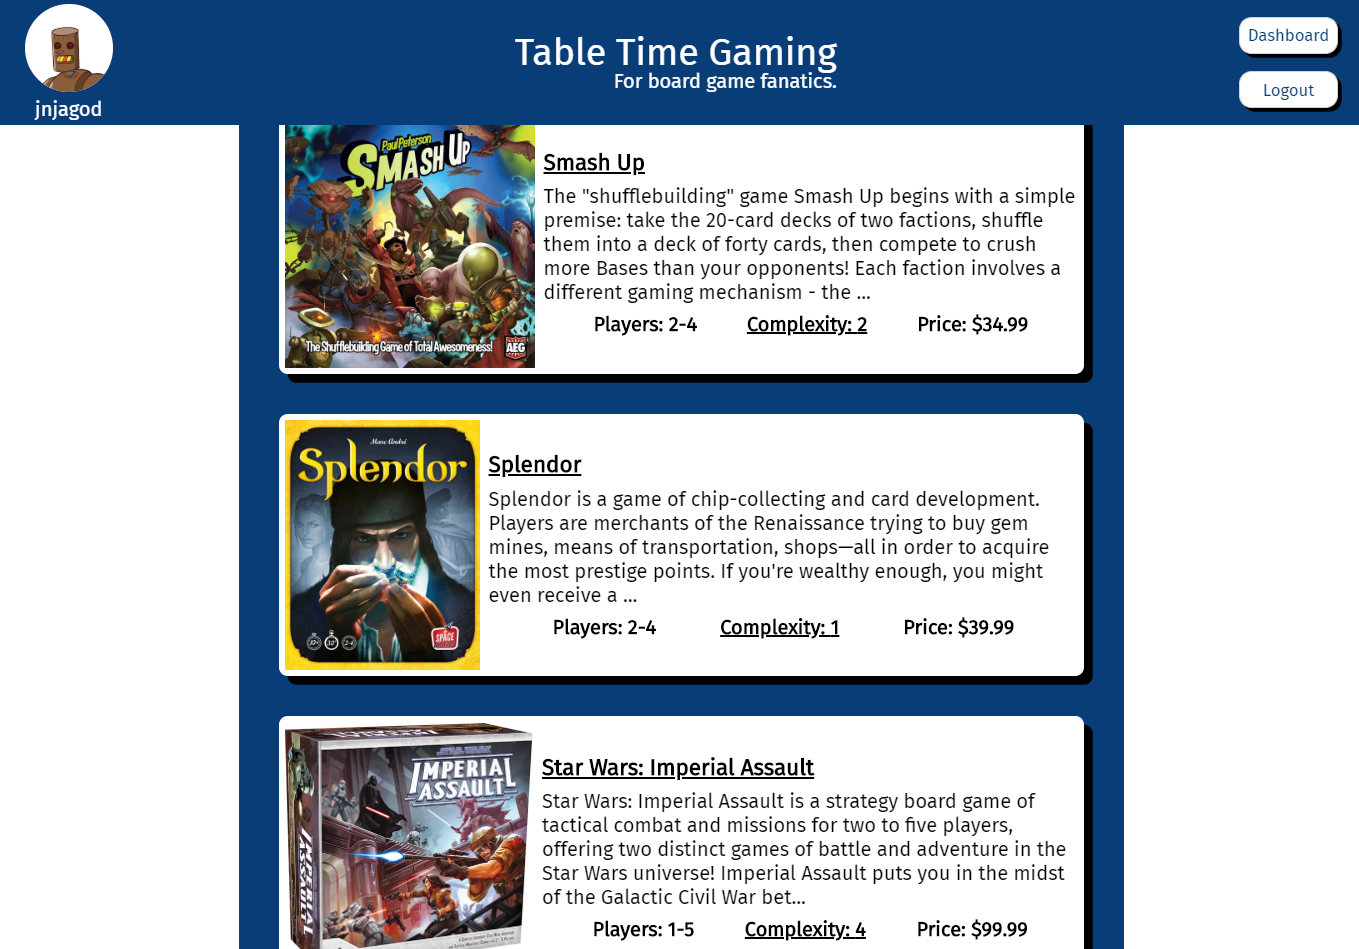 jnjagod
Table Time Gaming
For board game fanatics.
Dashboard
Logout
Paul Peterson
SMASH UP
The Shufflebuilding Game of Total Awesomeness!
AEG
Smash Up
The "shufflebuilding" game Smash Up begins with a simple
premise: take the 20-card decks of two factions, shuffle
them into a deck of forty cards, then compete to crush
more Bases than your opponents! Each faction involves a
different gaming mechanism - the ...
Players: 2-4 Complexity: 2 Price: $34.99
Marc André
Splendor
SPACE
Splendor
Splendor is a game of chip-collecting and card development.
Players are merchants of the Renaissance trying to buy gem
mines, means of transportation, shops—all in order to acquire
the most prestige points. If you're wealthy enough, you might
even receive a ...
Players: 2-4 Complexity: 1 Price: $39.99
STAR WARS
IMPERIAL
ASSAULT
IMPERIAL
ASSAULT
Star Wars: Imperial Assault
Star Wars: Imperial Assault is a strategy board game of
tactical combat and missions for two to five players,
offering two distinct games of battle and adventure in the
Star Wars universe! Imperial Assault puts you in the midst
of the Galactic Civil War bet...
Players: 1-5 Complexity: 4 Price: $99.99